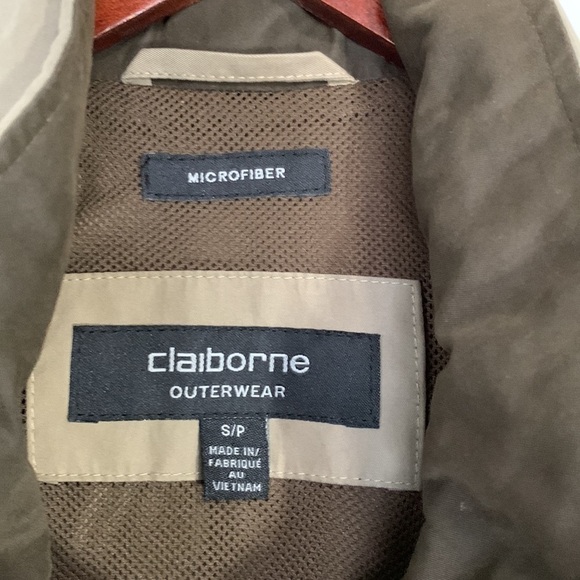 MICROFIBER
claiborne
OUTERWEAR
S/P
MADE IN/
FABRIQUÉ
AU
VIETNAM